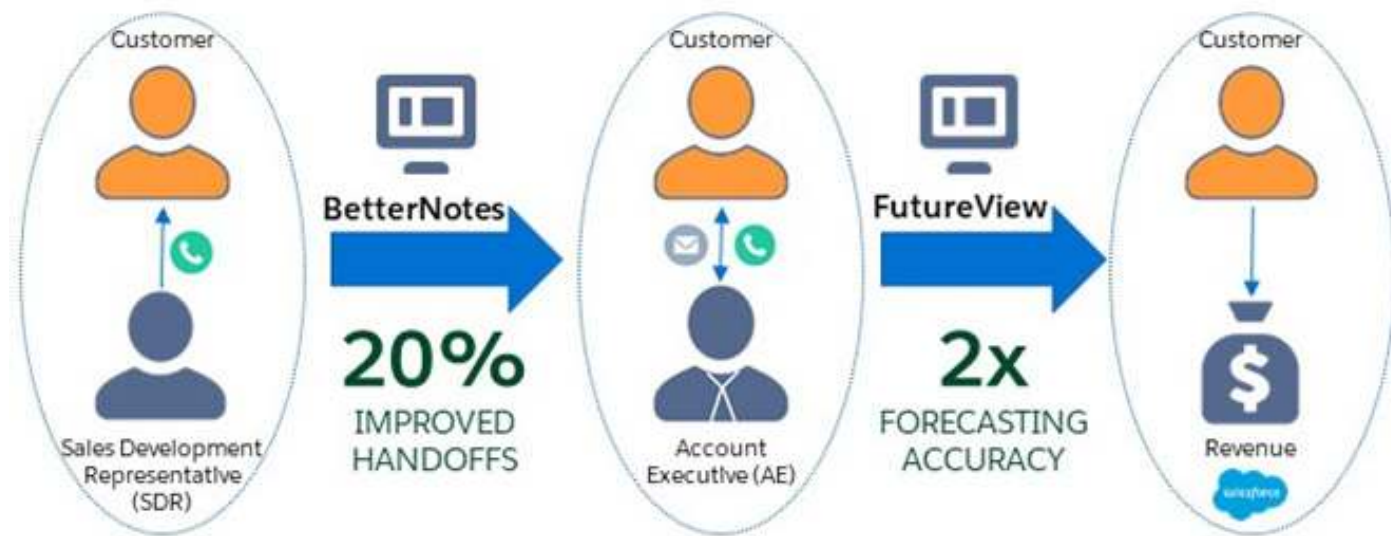 Customer
Customer
Customer
BetterNotes
FutureView
20%
IMPROVED
HANDOFFS
2x
FORECASTING
ACCURACY
Sales Development
Representative
(SDR)
Account
Executive (AE)
Revenue
$
salesforce